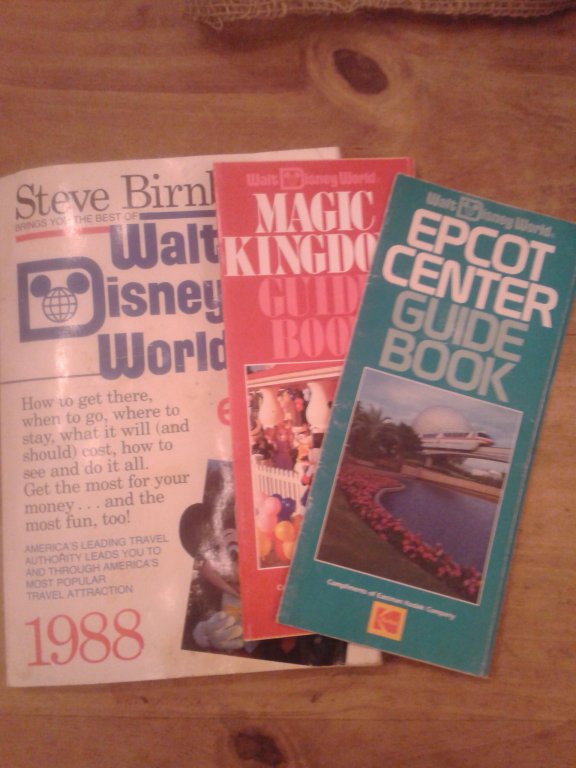 Steve Birnb
BRINGS YOU THE BEST OF
Walt
Disney
World
How to get there,
when to go, where to
stay, what it will (and
should) cost, how to
see and do it all.
Get the most for your
money . . . and the
most fun, too!
AMERICA'S LEADING TRAVEL
AUTHORITY LEADS YOU TO
AND THROUGH AMERICA'S
MOST POPULAR
TRAVEL ATTRACTION
1988
Walt Disney World
MAGIC
KINGDO
GUIDE
BOOK
Walt Disney World.
EPCOT
CENTER
GUIDE
BOOK
Compliments of Eastman Kodak Company